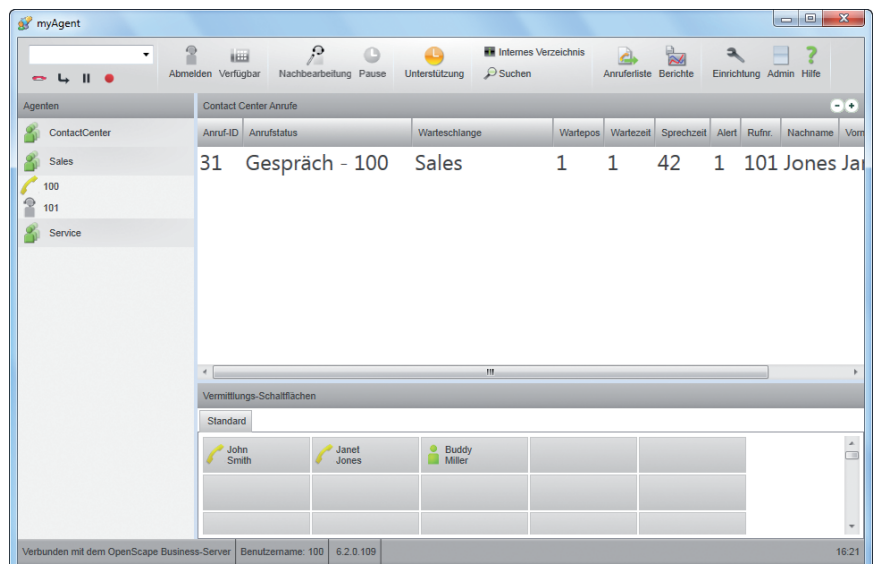 myAgent
Internes Verzeichnis
Suchen
Abmelden Verfügbar Nachbearbeitung Pause Unterstützung Anruferliste Berichte Einrichtung Admin Hilfe
Agenten
Contact Center Anrufe
ContactCenter
Sales
100
101
Service
Anruf-ID Anrufstatus Warteschlange Wartepos Wartezeit Sprechzeit Alert Rufnr. Nachname Vorn
31 Gespräch - 100 Sales 1 1 42 1 101 Jones Jan
Vermittlungs-Schaltflächen
Standard
John
Smith
Janet
Jones
Buddy
Miller
Verbunden mit dem OpenScape Business-Server Benutzername: 100 6.2.0.109 16:21